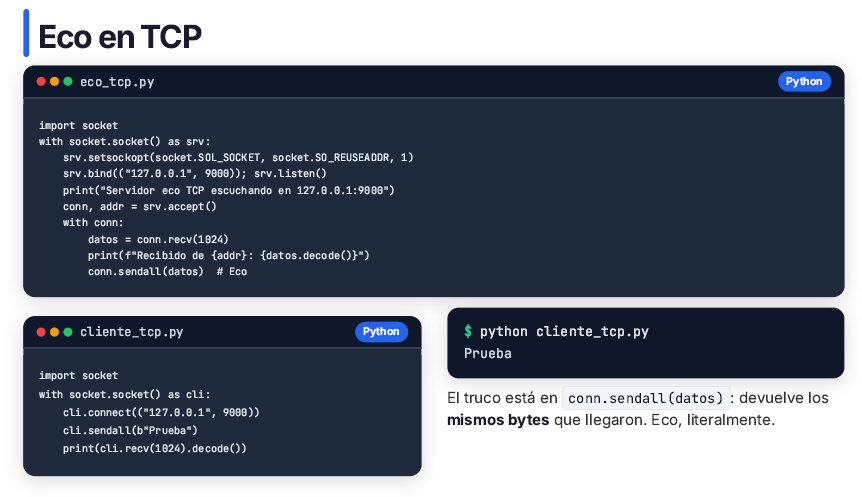 Eco en TCP
eco_tcp.py
Python
import socket
with socket.socket() as srv:
    srv.setsockopt(socket.SOL_SOCKET, socket.SO_REUSEADDR, 1)
    srv.bind(("127.0.0.1", 9000)); srv.listen()
    print("Servidor eco TCP escuchando en 127.0.0.1:9000")
    conn, addr = srv.accept()
    with conn:
        datos = conn.recv(1024)
        print(f"Recibido de {addr}: {datos.decode()}")
        conn.sendall(datos)  # Eco
cliente_tcp.py
Python
import socket
with socket.socket() as cli:
    cli.connect(("127.0.0.1", 9000))
    cli.sendall(b"Prueba")
    print(cli.recv(1024).decode())
$ python cliente_tcp.py
Prueba
El truco está en conn.sendall(datos): devuelve los
mismos bytes que llegaron. Eco, literalmente.